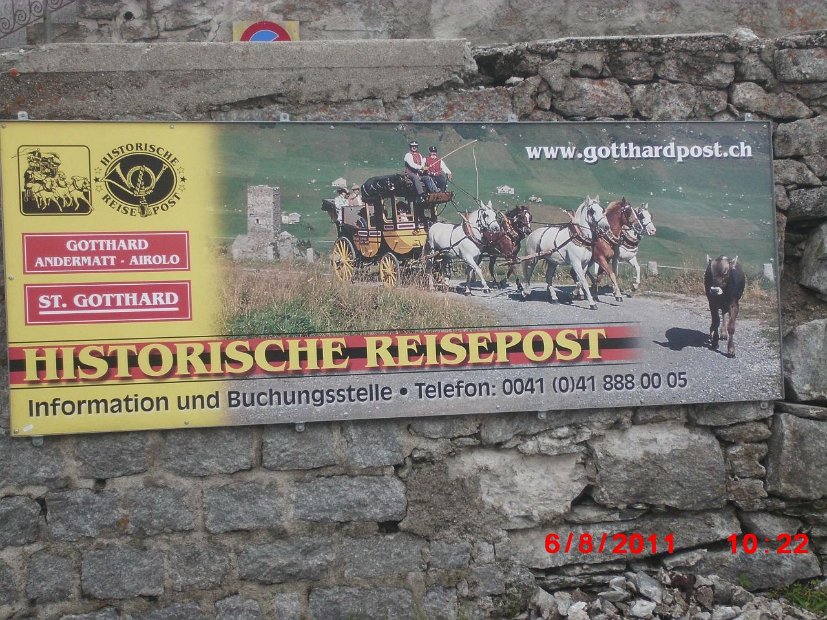 HISTORISCHE
REISEPOST
www.gotthardpost.ch
GOTTHARD
ANDERMATT - AIROLO
ST. GOTTHARD
HISTORISCHE REISEPOST
Information und Buchungsstelle • Telefon: 0041 (0)41 888 00 05
6/8/2011 10:22